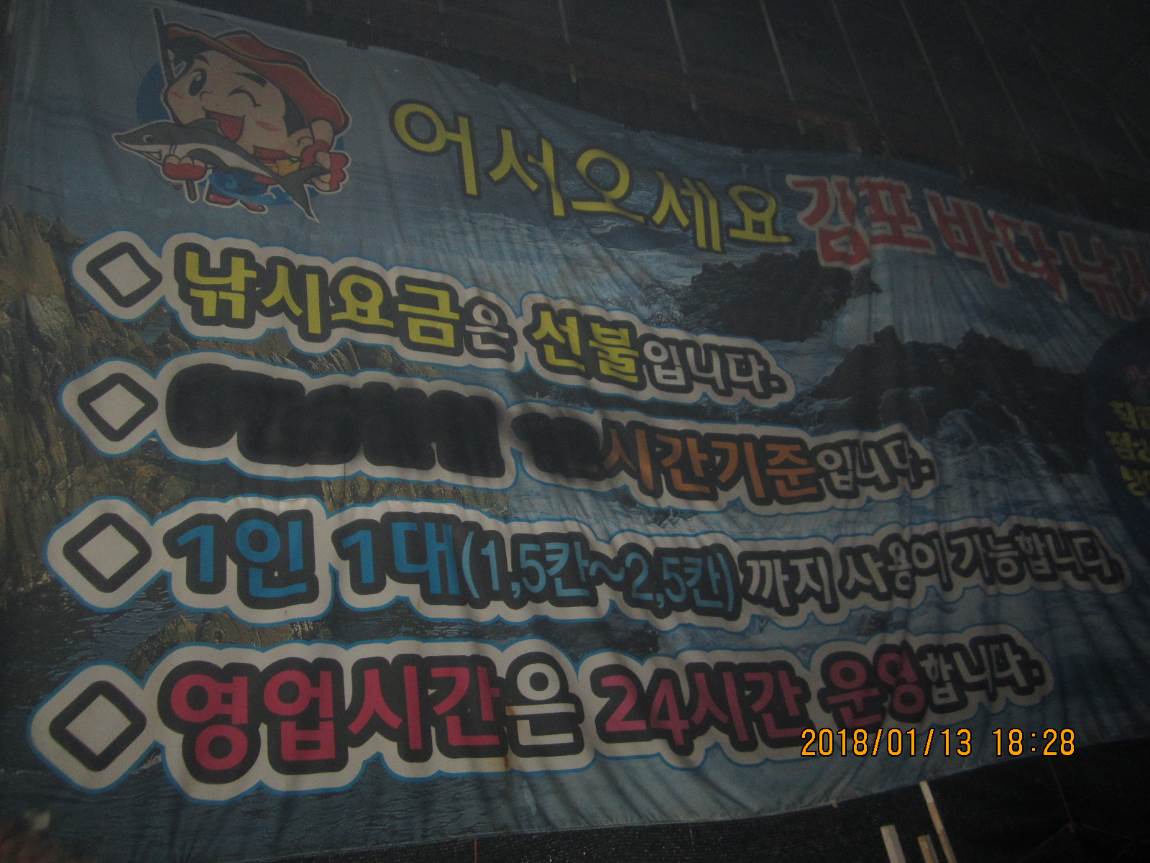 어서오세요 감포 바다 낚시
낚시요금은 선불입니다.
시간기준입니다.
1인 1대(1,5칸~2,5칸)까지 사용이 가능합니다.
영업시간은 24시간 운영합니다.
2018/01/13 18:28